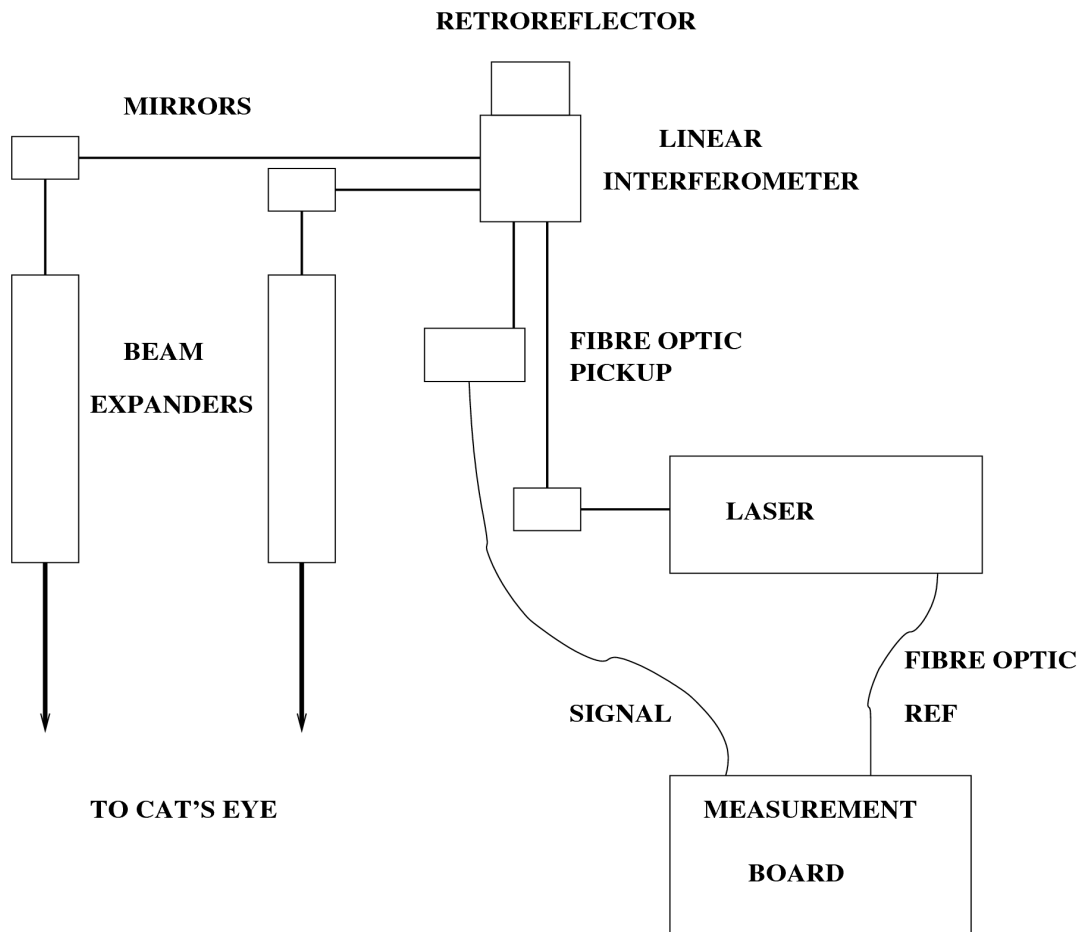 RETROREFLECTOR
MIRRORS
LINEAR
INTERFEROMETER
BEAM
EXPANDERS
FIBRE OPTIC
PICKUP
LASER
FIBRE OPTIC
REF
SIGNAL
TO CAT'S EYE
MEASUREMENT
BOARD